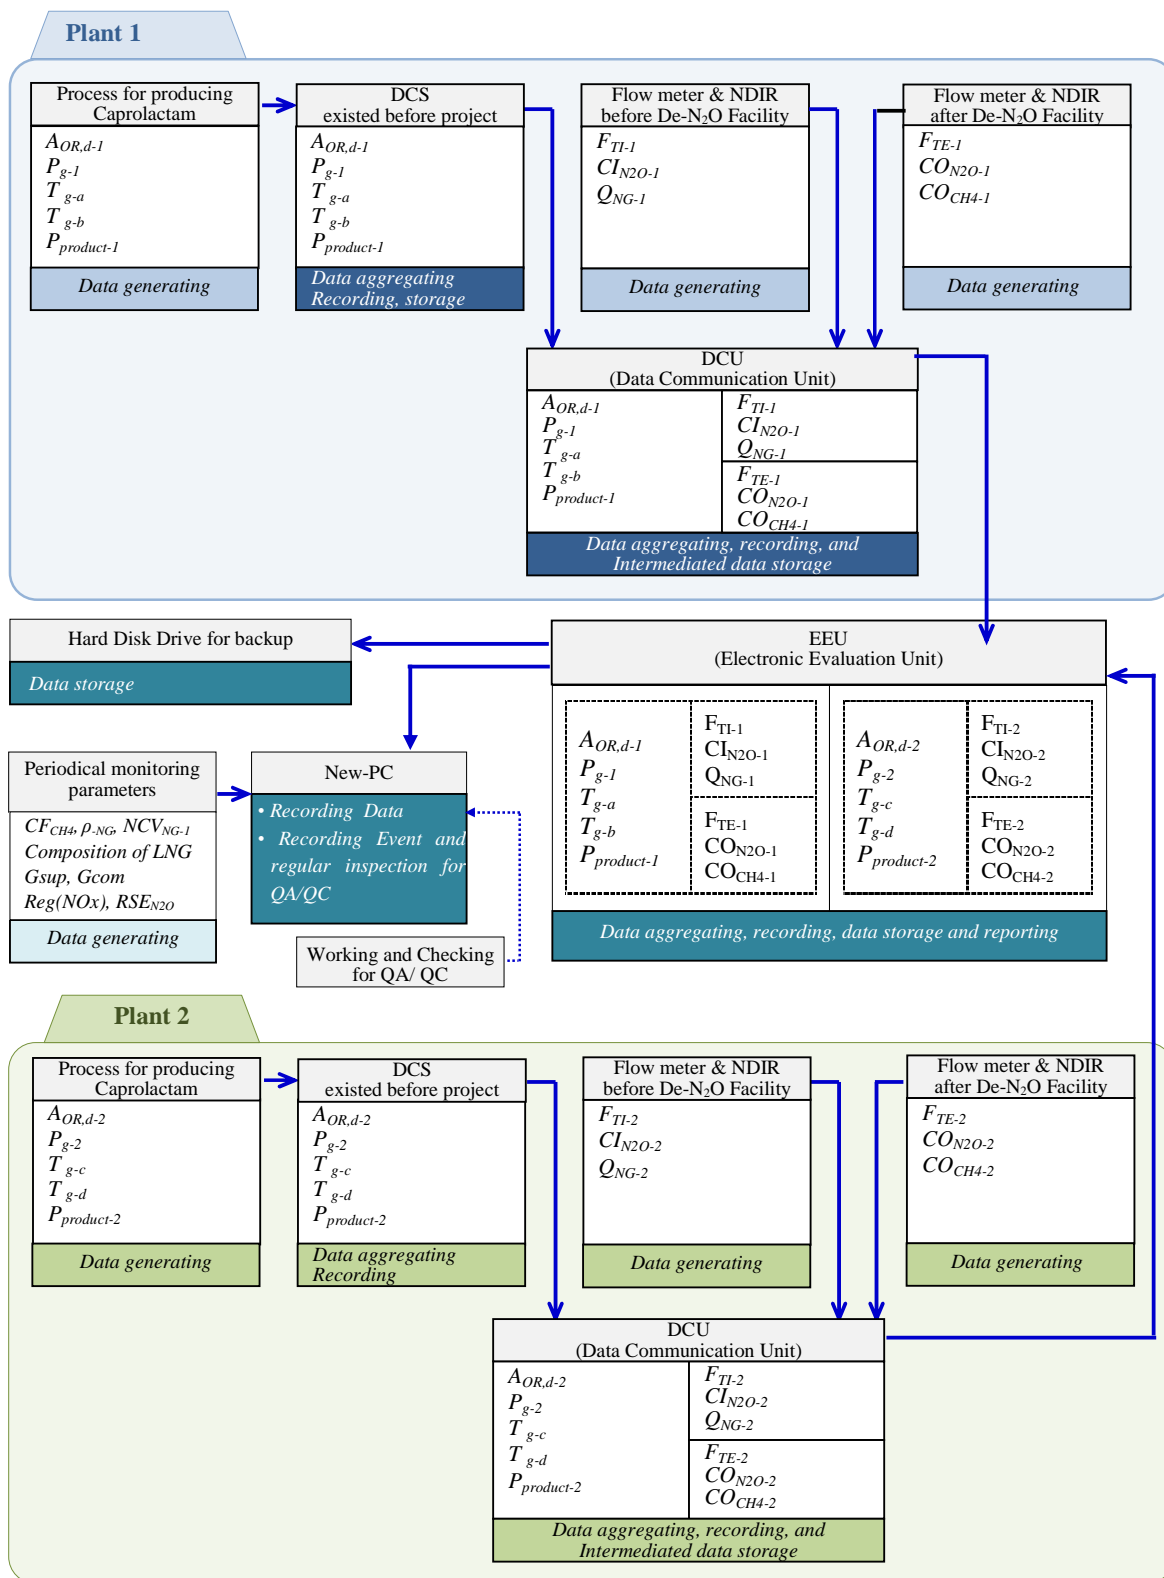 Plant 1
Process for producing
Caprolactam
A_OR,d-1
P_g-1
T_g-a
T_g-b
P_product-1
Data generating
DCS
existed before project
A_OR,d-1
P_g-1
T_g-a
T_g-b
P_product-1
Data aggregating
Recording, storage
Flow meter & NDIR
before De-N₂O Facility
F_TI-1
CI_N2O-1
Q_NG-1
Data generating
Flow meter & NDIR
after De-N₂O Facility
F_TE-1
CO_N2O-1
CO_CH4-1
Data generating
DCU
(Data Communication Unit)
A_OR,d-1
P_g-1
T_g-a
T_g-b
P_product-1
F_TI-1
CI_N2O-1
Q_NG-1
F_TE-1
CO_N2O-1
CO_CH4-1
Data aggregating, recording, and
Intermediated data storage
Hard Disk Drive for backup
Data storage
EEU
(Electronic Evaluation Unit)
A_OR,d-1
P_g-1
T_g-a
T_g-b
P_product-1
F_TI-1
CI_N2O-1
Q_NG-1
F_TE-1
CO_N2O-1
CO_CH4-1
A_OR,d-2
P_g-2
T_g-c
T_g-d
P_product-2
F_TI-2
CI_N2O-2
Q_NG-2
F_TE-2
CO_N2O-2
CO_CH4-2
Data aggregating, recording, data storage and reporting
Periodical monitoring
parameters
CF_CH4, ρ_-NG, NCV_NG-1
Composition of LNG
Gsup, Gcom
Reg(NOx), RSE_N2O
Data generating
New-PC
• Recording Data
• Recording Event and
regular inspection for
QA/QC
Working and Checking
for QA/ QC
Plant 2
Process for producing
Caprolactam
A_OR,d-2
P_g-2
T_g-c
T_g-d
P_product-2
Data generating
DCS
existed before project
A_OR,d-2
P_g-2
T_g-c
T_g-d
P_product-2
Data aggregating
Recording
Flow meter & NDIR
before De-N₂O Facility
F_TI-2
CI_N2O-2
Q_NG-2
Data generating
Flow meter & NDIR
after De-N₂O Facility
F_TE-2
CO_N2O-2
CO_CH4-2
Data generating
DCU
(Data Communication Unit)
A_OR,d-2
P_g-2
T_g-c
T_g-d
P_product-2
F_TI-2
CI_N2O-2
Q_NG-2
F_TE-2
CO_N2O-2
CO_CH4-2
Data aggregating, recording, and
Intermediated data storage